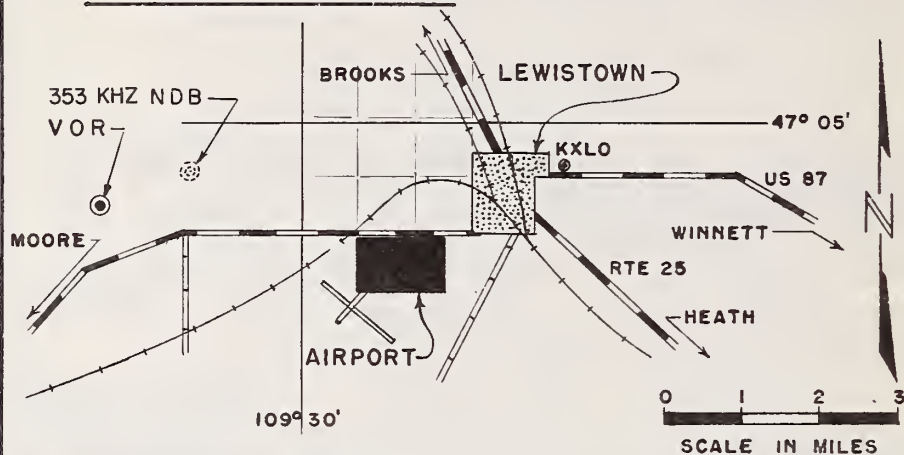 BROOKS
LEWISTOWN
353 KHZ NDB
VOR
47° 05'
KXLO
US 87
N
MOORE
WINNETT
RTE 25
HEATH
AIRPORT
109° 30'
0 1 2 3
SCALE IN MILES